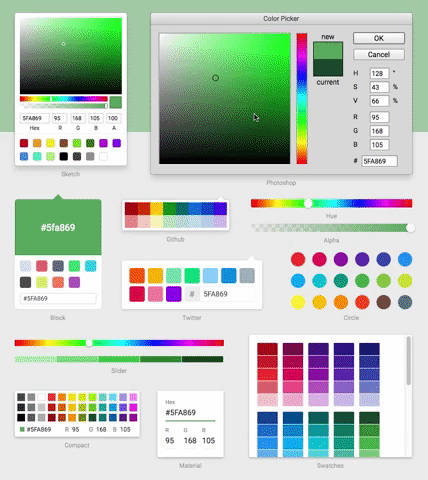 Color Picker
new
current
OK
Cancel
H 128 °
S 43 %
V 66 %
R 95
G 168
B 105
# 5FA869
5FA869 95 168 105 100
Hex R G B A
Sketch
Photoshop
#5fa869
#5FA869
Block
Github
Hue
Alpha
# 5FA869
Twitter
Circle
Slider
#5FA869 R 95 G 168 B 105
Compact
Hex
#5FA869
R G B
95 168 105
Material
Swatches